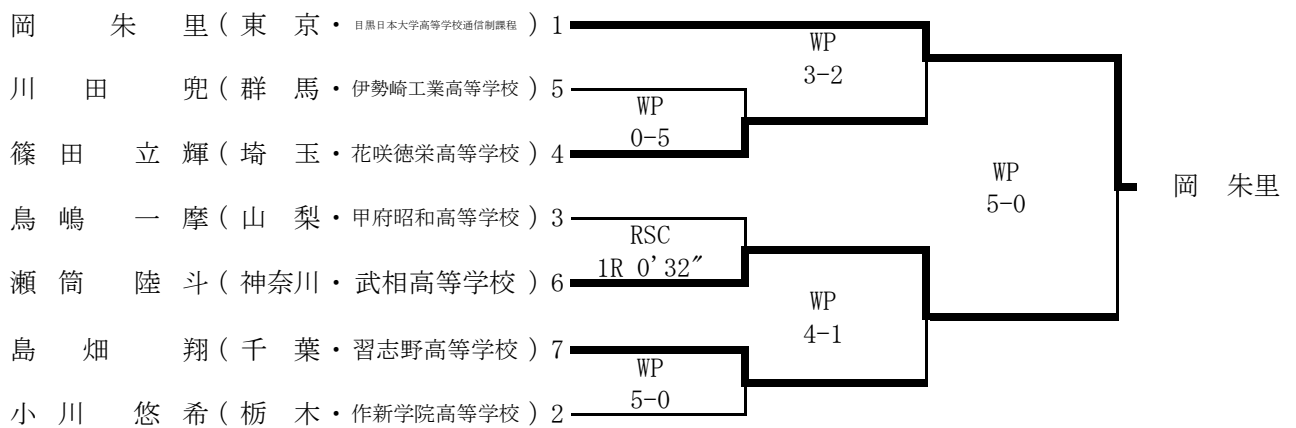 岡 朱 里 ( 東 京 ・ 目黒日本大学高等学校通信制課程 ) 1
WP
3-2
川 田 兜 ( 群 馬 ・ 伊勢崎工業高等学校 ) 5
WP
0-5
篠 田 立 輝 ( 埼 玉 ・ 花咲徳栄高等学校 ) 4
WP
5-0
岡 朱里
鳥 嶋 一 摩 ( 山 梨 ・ 甲府昭和高等学校 ) 3
RSC
1R 0'32″
瀬 筒 陸 斗 ( 神奈川 ・ 武相高等学校 ) 6
WP
4-1
島 畑 翔 ( 千 葉 ・ 習志野高等学校 ) 7
WP
5-0
小 川 悠 希 ( 栃 木 ・ 作新学院高等学校 ) 2